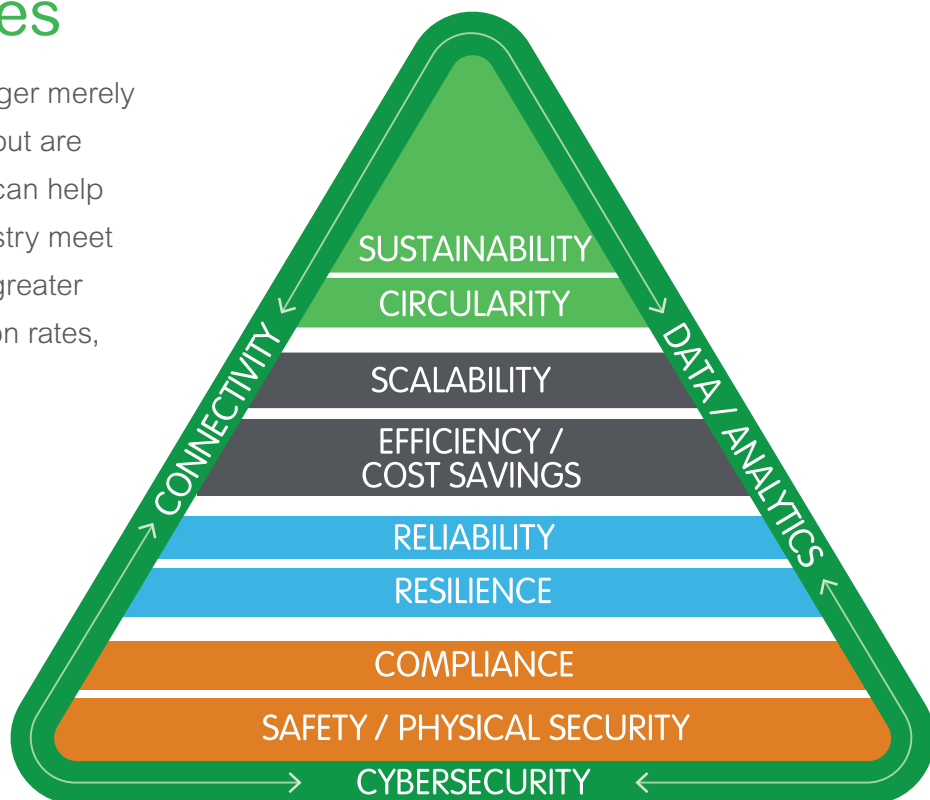 es
ger merely
out are
can help
stry meet
greater
on rates,
SUSTAINABILITY
CIRCULARITY
SCALABILITY
EFFICIENCY /
COST SAVINGS
RELIABILITY
RESILIENCE
COMPLIANCE
SAFETY / PHYSICAL SECURITY
CONNECTIVITY
DATA / ANALYTICS
CYBERSECURITY